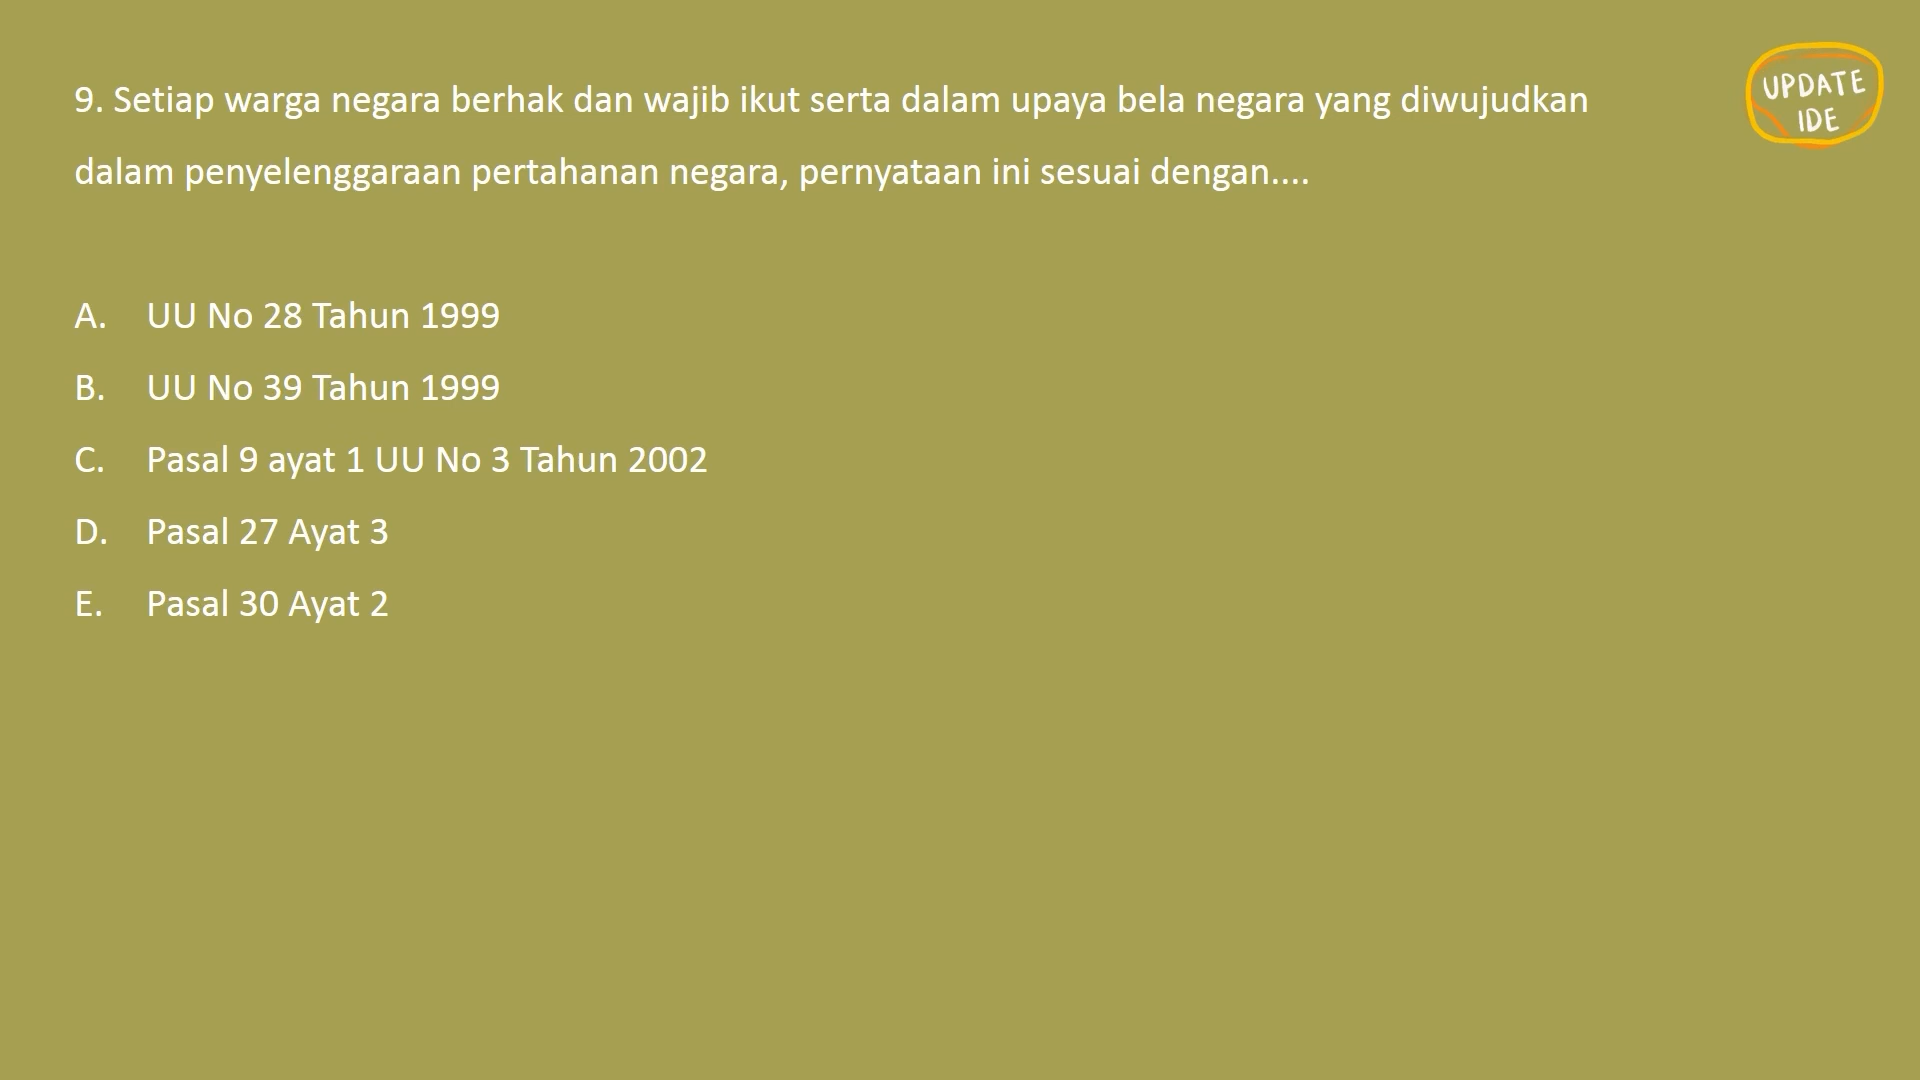 9. Setiap warga negara berhak dan wajib ikut serta dalam upaya bela negara yang diwujudkan
dalam penyelenggaraan pertahanan negara, pernyataan ini sesuai dengan....
A. UU No 28 Tahun 1999
B. UU No 39 Tahun 1999
C. Pasal 9 ayat 1 UU No 3 Tahun 2002
D. Pasal 27 Ayat 3
E. Pasal 30 Ayat 2
UPDATE
IDE